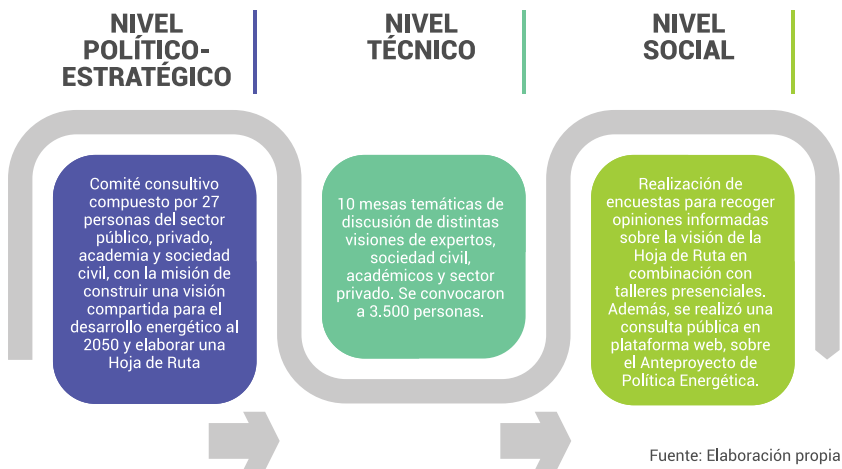 NIVEL
POLÍTICO-
ESTRATÉGICO
Comité consultivo
compuesto por 27
personas del sector
público, privado,
academia y sociedad
civil, con la misión de
construir una visión
compartida para el
desarrollo energético al
2050 y elaborar una
Hoja de Ruta
NIVEL
TÉCNICO
10 mesas temáticas de
discusión de distintas
visiones de expertos,
sociedad civil,
académicos y sector
privado. Se convocaron
a 3.500 personas.
NIVEL
SOCIAL
Realización de
encuestas para recoger
opiniones informadas
sobre la visión de la
Hoja de Ruta en
combinación con
talleres presenciales.
Además, se realizó una
consulta pública en
plataforma web, sobre
el Anteproyecto de
Política Energética.
Fuente: Elaboración propia